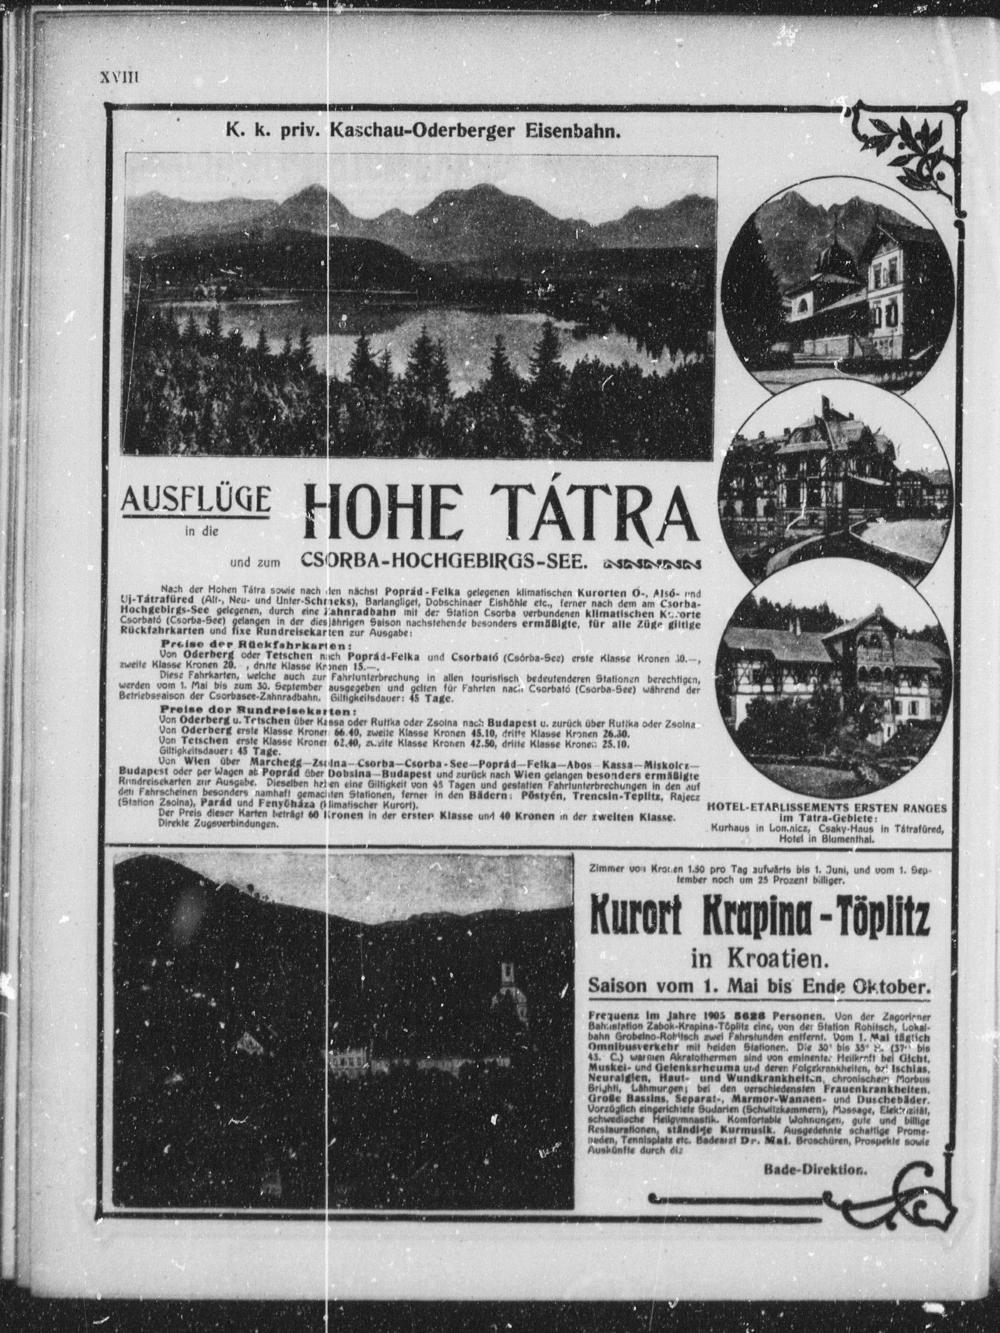 XVIII
K. k. priv. Kaschau-Oderberger Eisenbahn.
AUSFLÜGE
in die
HOHE TÁTRA
und zum CSORBA-HOCHGEBIRGS-SEE.
Nach der Hohen Tátra sowie nach den nächst Poprád-Felka gelegenen klimatischen Kurorten Ó-, Alsó- und
Uj-Tátrafüred (Alt-, Neu- und Unter-Schmecks), Barlangliget, Dobschinaer Eishöhle etc., ferner nach dem am Csorba-
Hochgebirgs-See gelegenen, durch eine Zahnradbahn mit der Station Csorba verbundenen klimatischen Kurorte
Csorbató (Csorba-See) gelangen in der diesjährigen Saison nachstehende besonders ermäßigte, für alle Züge giltige
Rückfahrkarten und fixe Rundreisekarten zur Ausgabe:
Preise der Rückfahrkarten:
Von Oderberg oder Tetschen nach Poprád-Felka und Csorbató (Csórba-See) erste Klasse Kronen 30.—,
zweite Klasse Kronen 20.—, dritte Klasse Kronen 15.—.
Diese Fahrkarten, welche auch zur Fahrtunterbrechung in allen touristisch bedeutenderen Stationen berechtigen,
werden vom 1. Mai bis zum 30. September ausgegeben und gelten für Fahrten nach Csorbató (Csorba-See) während der
Betriebssaison der Csorbasee-Zahnradbahn. Giltigkeitsdauer: 45 Tage.
Preise der Rundreisekarten:
Von Oderberg u. Tetschen über Kassa oder Ruttka oder Zsolna nach Budapest u. zurück über Ruttka oder Zsolna
Von Oderberg erste Klasse Kronen 66.40, zweite Klasse Kronen 45.10, dritte Klasse Kronen 26.30.
Von Tetschen erste Klasse Kronen 62.40, zweite Klasse Kronen 42.50, dritte Klasse Kronen 25.10.
Giltigkeitsdauer: 45 Tage.
Von Wien über Marchegg—Zsolna—Csorba—Csorba-See—Poprád—Felka—Abos-Kassa—Miskolcz—
Budapest oder per Wagen ab Poprád über Dobsina—Budapest und zurück nach Wien gelangen besonders ermäßigte
Rundreisekarten zur Ausgabe. Dieselben haben eine Giltigkeit von 45 Tagen und gestatten Fahrtunterbrechungen in den auf
den Fahrscheinen besonders namhaft gemachten Stationen, ferner in den Bädern: Pöstyén, Trencsin-Teplitz, Rajecz
(Station Zsolna), Parád und Fenyőháza (klimatischer Kurort).
Der Preis dieser Karten beträgt 60 Kronen in der ersten Klasse und 40 Kronen in der zweiten Klasse.
Direkte Zugsverbindungen.
HOTEL-ETABLISSEMENTS ERSTEN RANGES
im Tátra-Gebiete:
Kurhaus in Lomnicz, Csaky-Haus in Tátrafüred,
Hotel in Blumenthal.
Zimmer von Kronen 1.50 pro Tag aufwärts bis 1. Juni, und vom 1. Sep-
tember noch um 25 Prozent billiger.
Kurort Krapina-Töplitz
in Kroatien.
Saison vom 1. Mai bis Ende Oktober.
Frequenz im Jahre 1905 5626 Personen. Von der Zagorianer
Bahnstation Zabok-Krapina-Töplitz eine, von der Station Rohitsch, Lokal-
bahn Grobelno-Rohitsch zwei Fahrstunden entfernt. Vom 1. Mai täglich
Omnibusverkehr mit beiden Stationen. Die 30° bis 35° R. (37° bis
43. C.) warmen Akratothermen sind von eminenter Heilkraft bei Gicht,
Muskel- und Gelenksrheuma und deren Folgekrankheiten, bei Ischias,
Neuralgien, Haut- und Wundkrankheiten, chronischem Morbus
Brightii, Lähmungen; bei den verschiedensten Frauenkrankheiten.
Große Bassins, Separat-, Marmor-Wannen- und Duschebäder.
Vorzüglich eingerichtete Sudarien (Schwitzkammern), Massage, Elektrizität,
schwedische Heilgymnastik. Komfortable Wohnungen, gute und billige
Restaurationen, ständige Kurmusik. Ausgedehnte schattige Prome-
naden, Tennisplatz etc. Badearzt Dr. Mai. Broschüren, Prospekte sowie
Auskünfte durch die
Bade-Direktion.